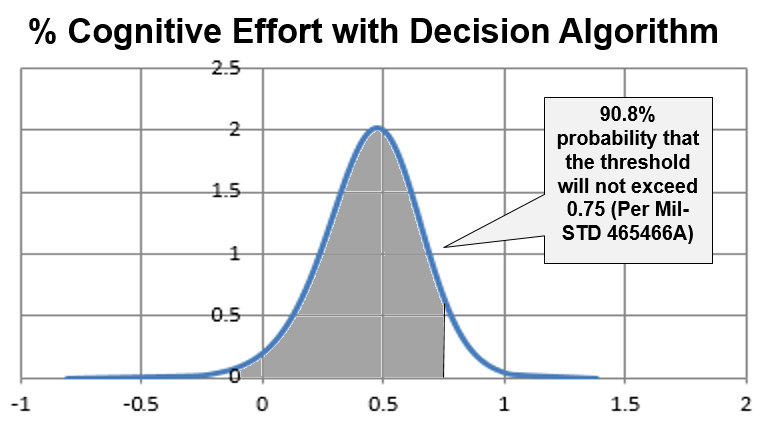 % Cognitive Effort with Decision Algorithm
2.5
2
1.5
1
0.5
0
-1 -0.5 0 0.5 1 1.5 2
90.8%
probability that
the threshold
will not exceed
0.75 (Per Mil-
STD 465466A)